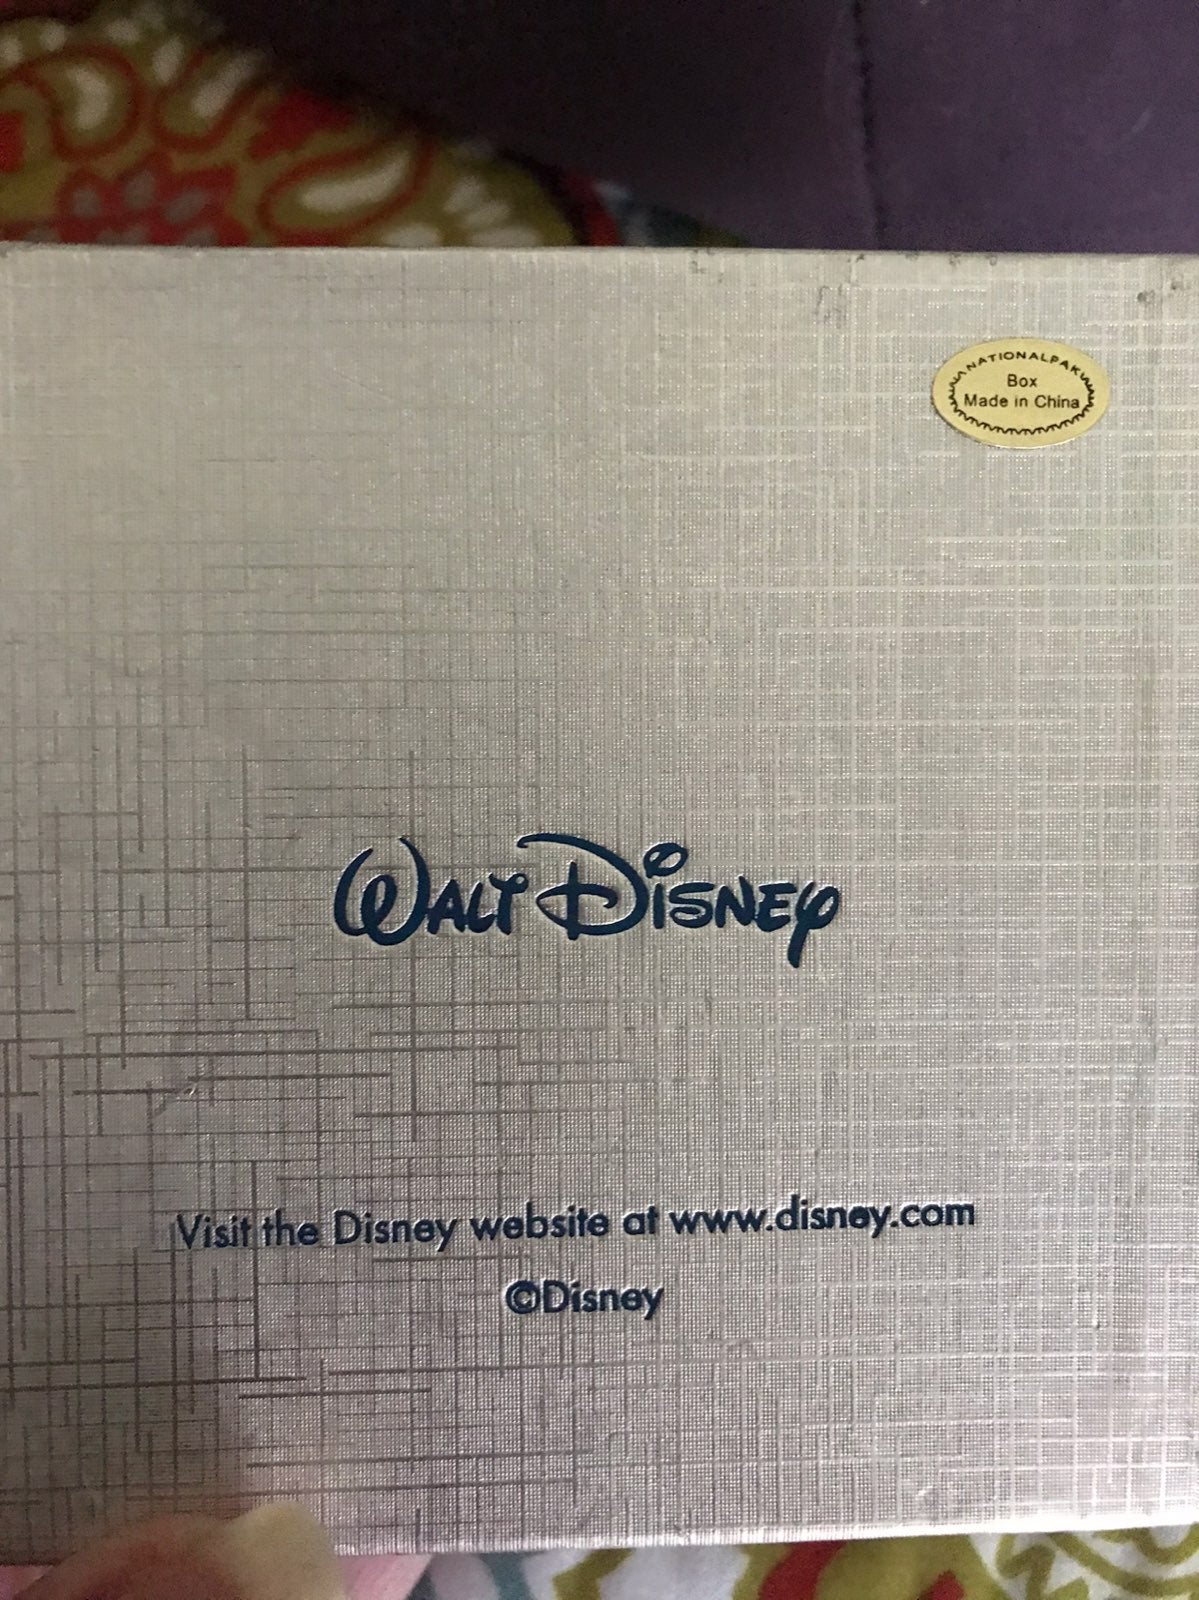 NATIONALPAK
Box
Made in China
WALT DISNEY
Visit the Disney website at www.disney.com
©Disney